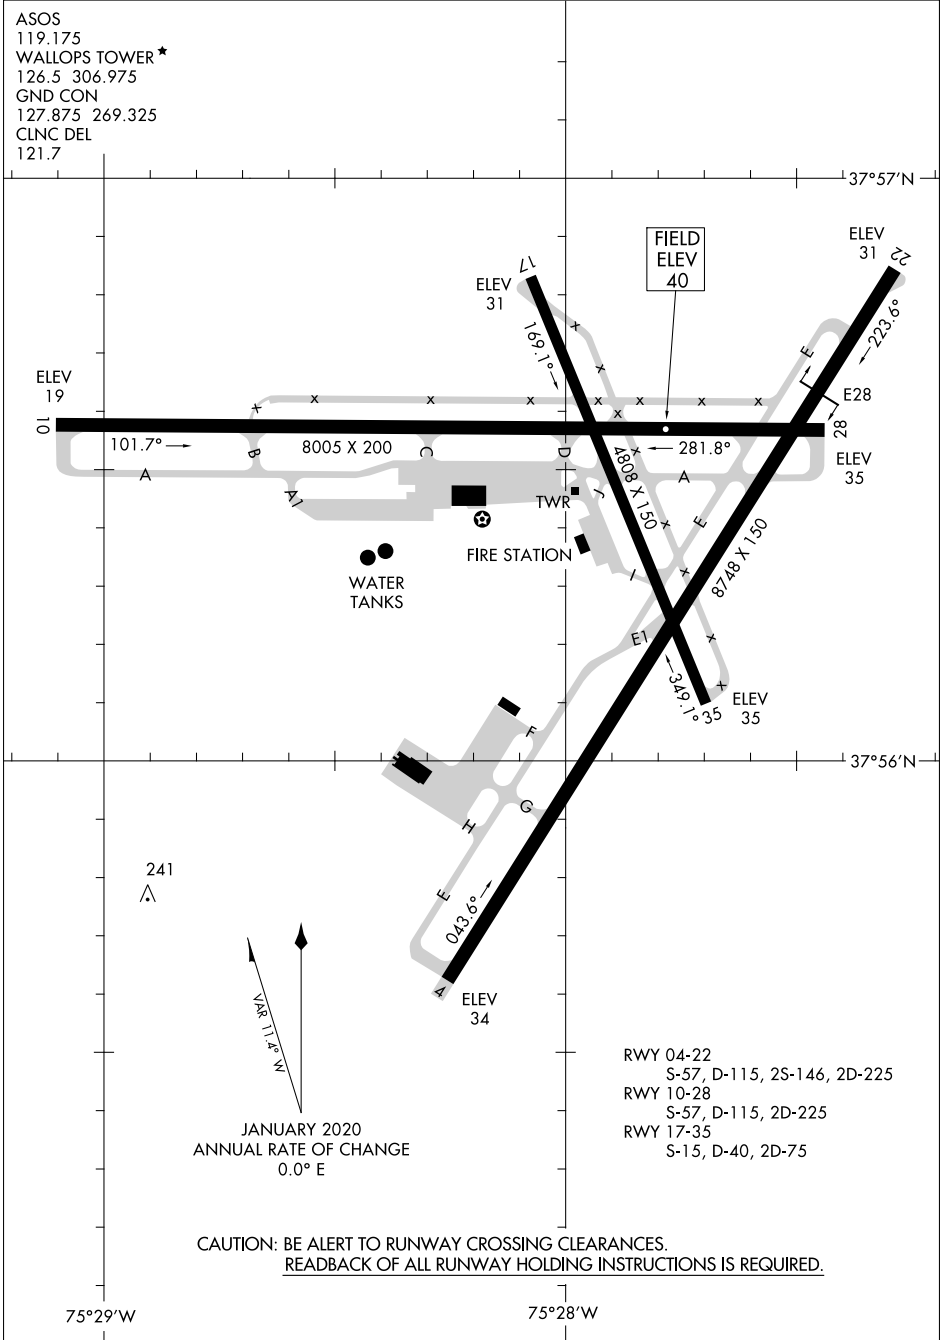 ASOS
119.175
WALLOPS TOWER★
126.5 306.975
GND CON
127.875 269.325
CLNC DEL
121.7
37°57'N
FIELD
ELEV
40
ELEV
31
22
17
ELEV
31
169.1°
223.6°
ELEV
19
10
E
E28
28
101.7°
8005 X 200
281.8°
ELEV
35
A
B
C
D
A
A1
4808 X 150
J
TWR
E
8748 X 150
FIRE STATION
I
WATER
TANKS
E1
349.1°
35
ELEV
35
F
37°56'N
G
H
E
043.6°
4
ELEV
34
241
VAR 11.4° W
JANUARY 2020
ANNUAL RATE OF CHANGE
0.0° E
RWY 04-22
S-57, D-115, 2S-146, 2D-225
RWY 10-28
S-57, D-115, 2D-225
RWY 17-35
S-15, D-40, 2D-75
CAUTION: BE ALERT TO RUNWAY CROSSING CLEARANCES.
READBACK OF ALL RUNWAY HOLDING INSTRUCTIONS IS REQUIRED.
75°29'W
75°28'W